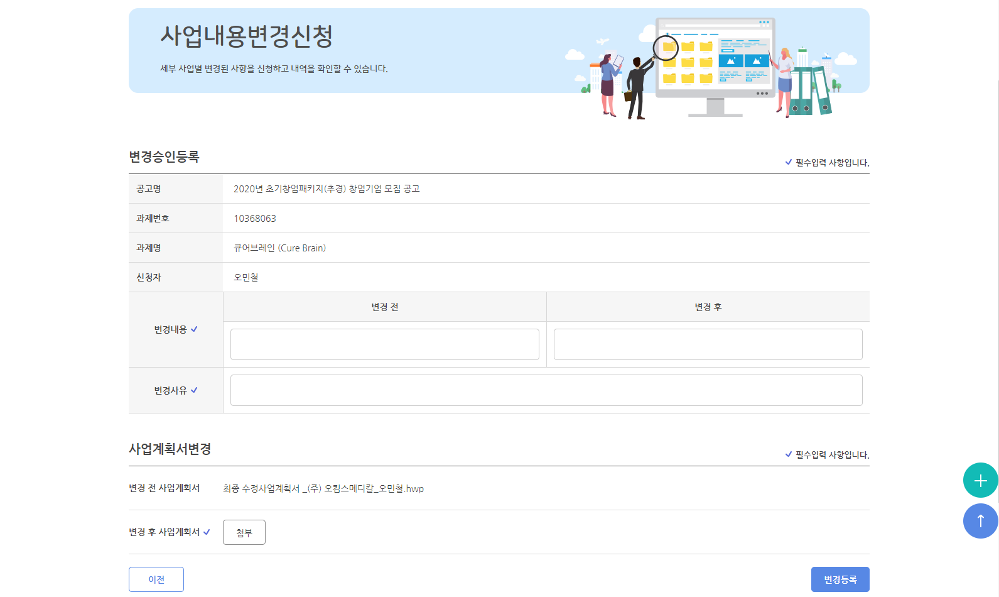 사업내용변경신청
세부 사업별 변경된 사항을 신청하고 내역을 확인할 수 있습니다.
변경승인등록
필수입력 사항입니다.
공고명 2020년 초기창업패키지(추경) 창업기업 모집 공고
과제번호 10368063
과제명 큐어브레인 (Cure Brain)
신청자 오민철
변경 전 변경 후
변경내용
변경사유
사업계획서변경
필수입력 사항입니다.
변경 전 사업계획서 최종 수정사업계획서 _(주) 오킴스메디칼_오민철.hwp
변경 후 사업계획서 첨부
이전 변경등록